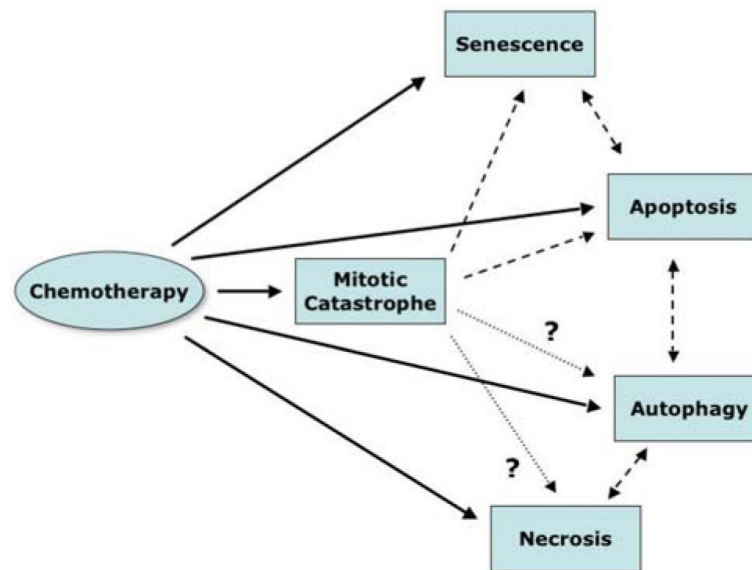 Senescence
Apoptosis
Chemotherapy
Mitotic
Catastrophe
?
Autophagy
?
Necrosis